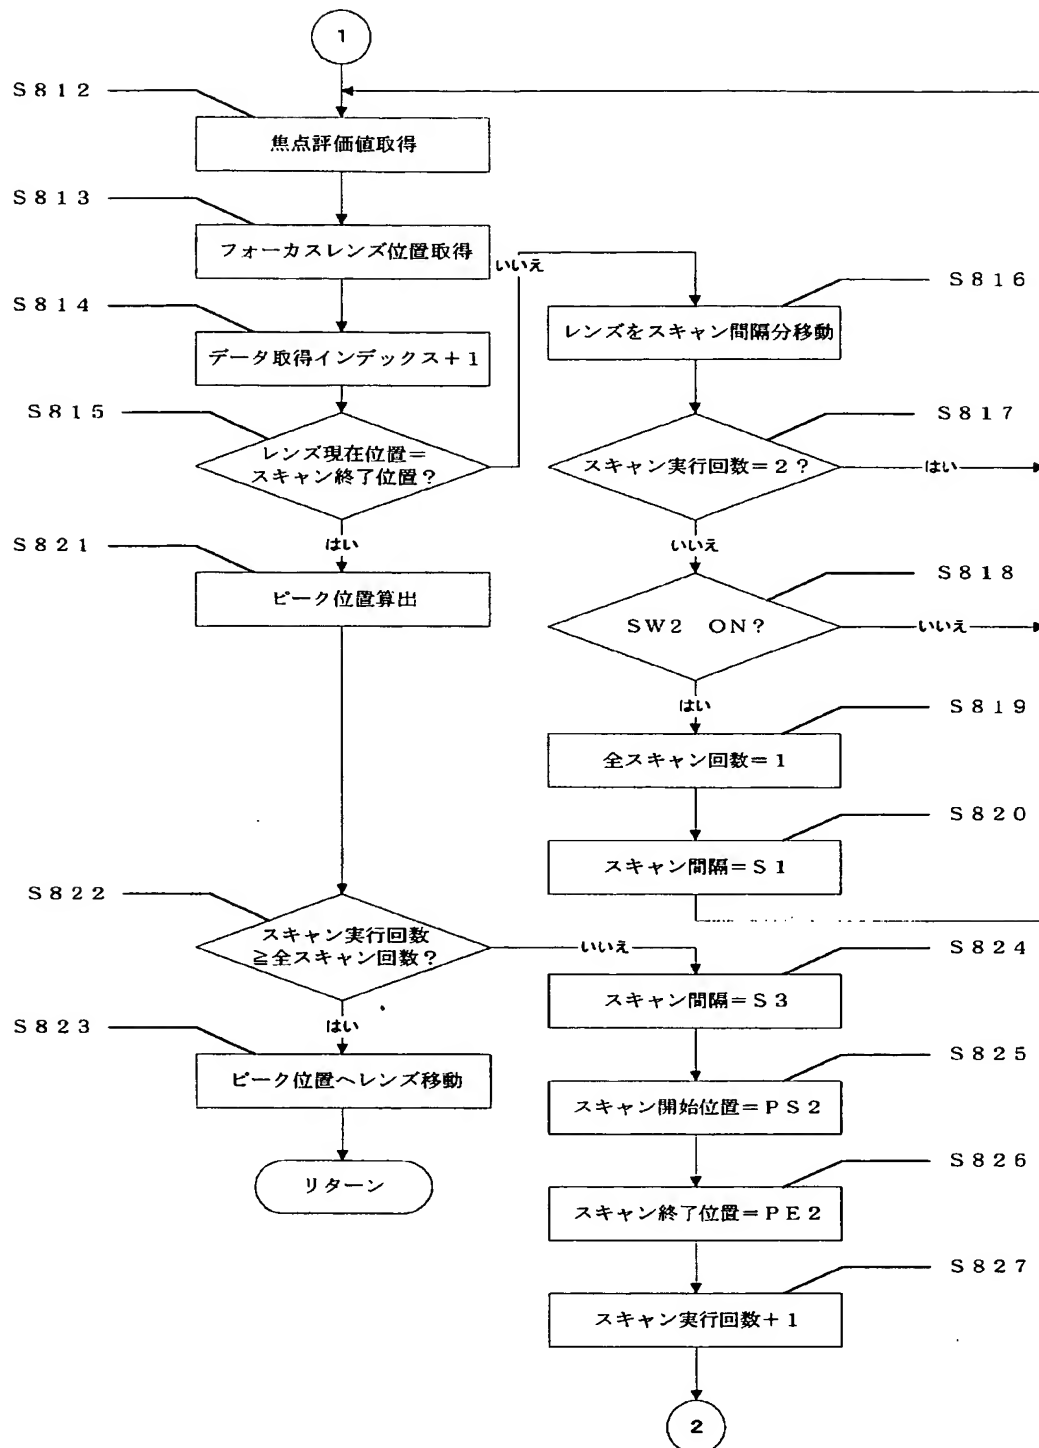 1
S812
焦点評価値取得
S813
フォーカスレンズ位置取得
S814
データ取得インデックス+1
S815
レンズ現在位置=
スキャン終了位置?
いいえ
はい
S816
レンズをスキャン間隔分移動
S817
スキャン実行回数=2?
はい
いいえ
S818
SW2 ON?
いいえ
はい
S819
全スキャン回数=1
S820
スキャン間隔=S1
S821
ピーク位置算出
S822
スキャン実行回数
≧全スキャン回数?
いいえ
はい
S823
ピーク位置へレンズ移動
リターン
S824
スキャン間隔=S3
S825
スキャン開始位置=PS2
S826
スキャン終了位置=PE2
S827
スキャン実行回数+1
2